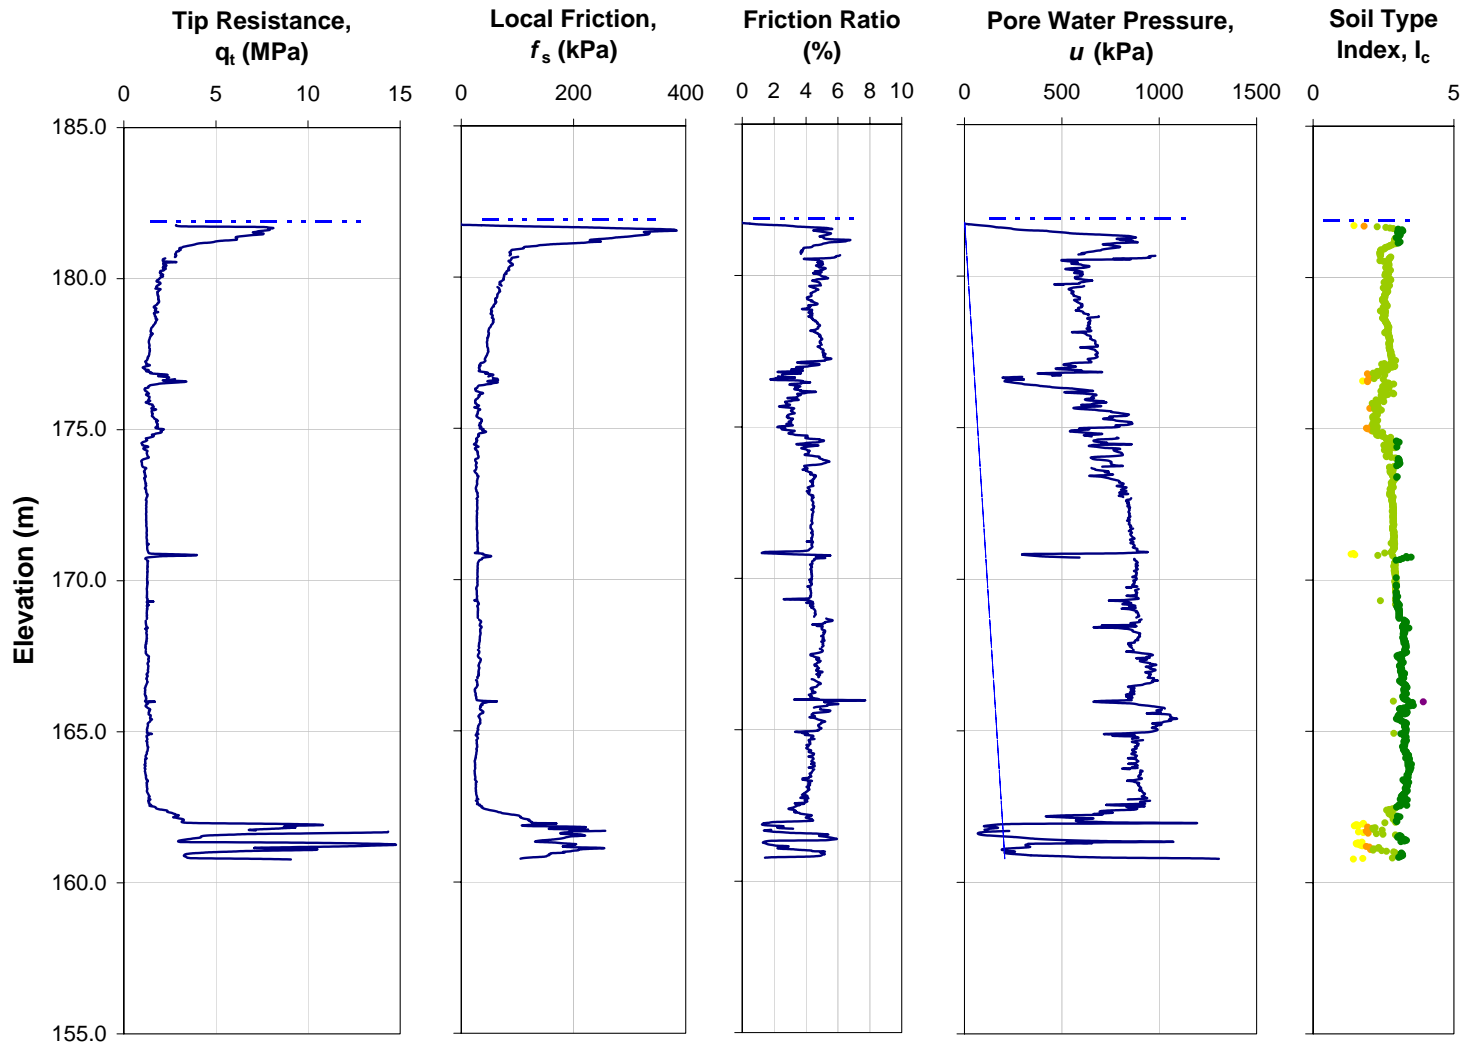 Tip Resistance,
qt (MPa)
Local Friction,
fs (kPa)
Friction Ratio
(%)
Pore Water Pressure,
u (kPa)
Soil Type
Index, Ic
0 5 10 15
0 200 400
0 2 4 6 8 10
0 500 1000 1500
0 5
185.0
180.0
175.0
170.0
165.0
160.0
155.0
Elevation (m)